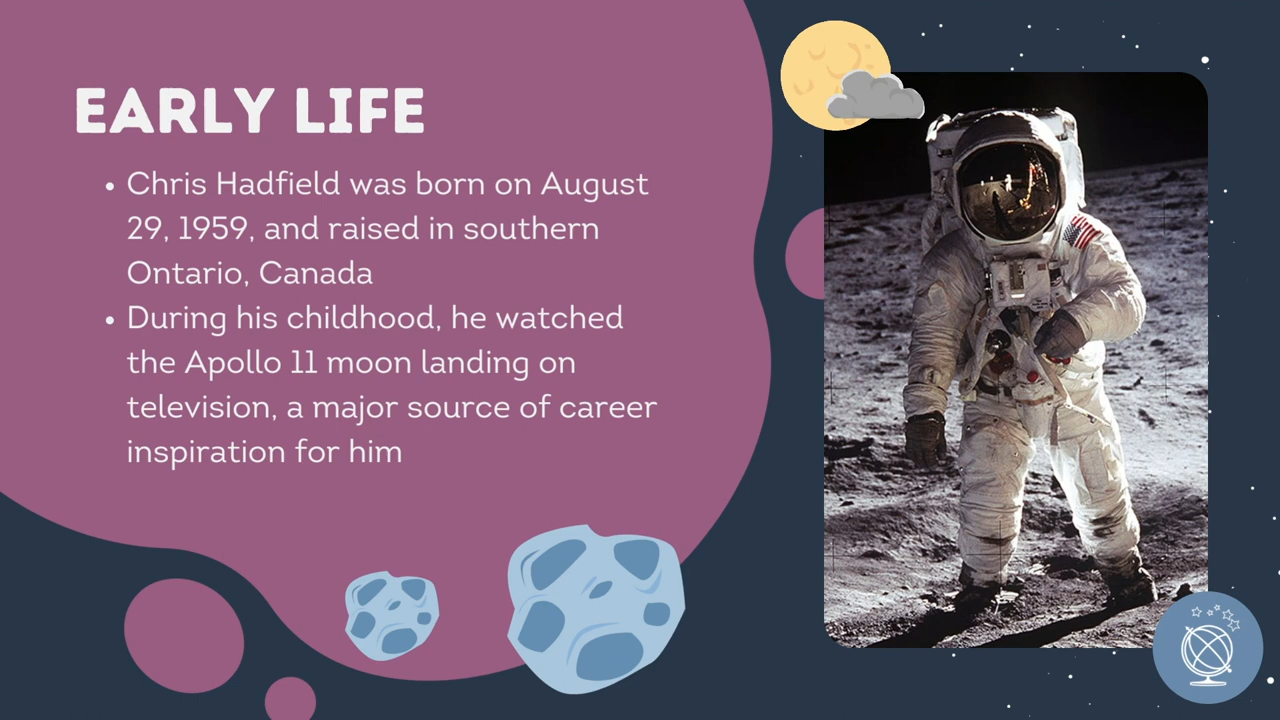 EARLY LIFE
• Chris Hadfield was born on August
29, 1959, and raised in southern
Ontario, Canada
• During his childhood, he watched
the Apollo 11 moon landing on
television, a major source of career
inspiration for him